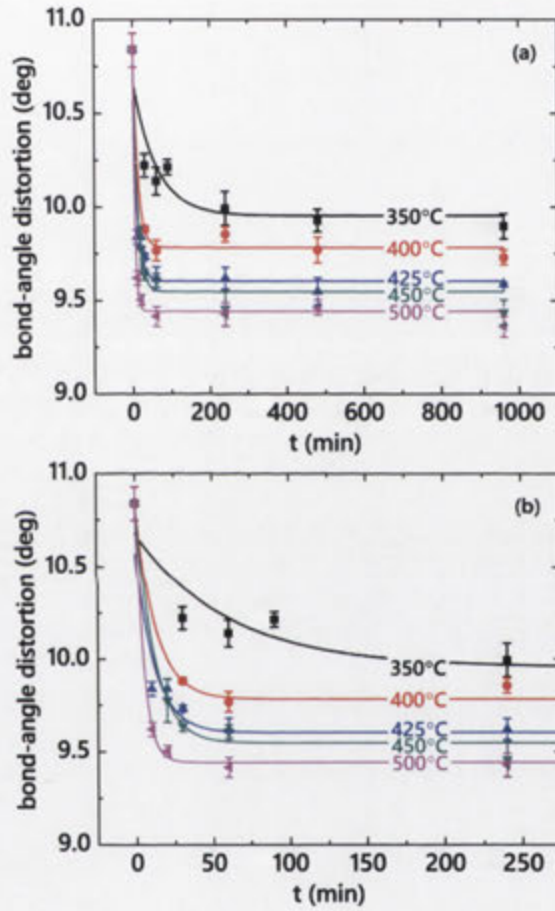 11.0
(a)
10.5
10.0
350°C
400°C
9.5
425°C
450°C
500°C
9.0
bond-angle distortion (deg)
0 200 400 600 800 1000
t (min)
11.0
(b)
10.5
10.0
350°C
400°C
9.5
425°C
450°C
500°C
9.0
bond-angle distortion (deg)
0 50 100 150 200 250
t (min)